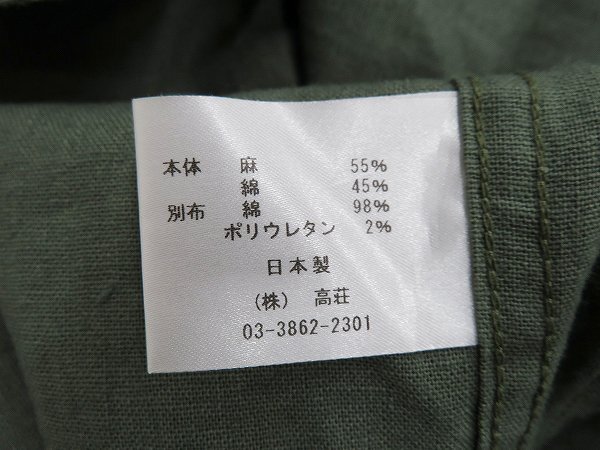 本体 麻 55%
綿 45%
別布 綿 98%
ポリウレタン 2%
日本製
(株) 高荘
03-3862-2301